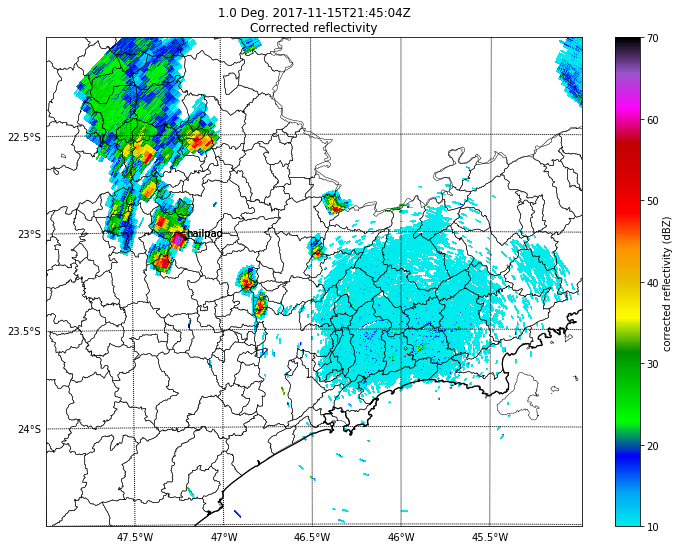 1.0 Deg. 2017-11-15T21:45:04Z
Corrected reflectivity
22.5°S
23°S
23.5°S
24°S
47.5°W
47°W
46.5°W
46°W
45.5°W
hailpad
70
60
50
40
30
20
10
corrected reflectivity (dBZ)